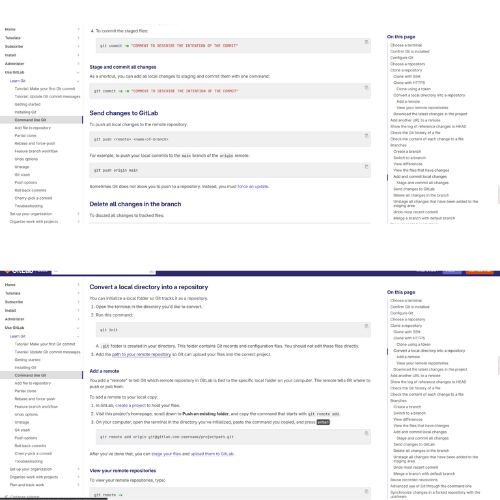 4. To commit the staged files:
git commit -m "COMMENT TO DESCRIBE THE INTENTION OF THE COMMIT"
Stage and commit all changes
As a shortcut, you can add all local changes to staging and commit them with one command:
git commit -a -m "COMMENT TO DESCRIBE THE INTENTION OF THE COMMIT"
Send changes to GitLab
To push all local changes to the remote repository:
git push <remote> <name-of-branch>
For example, to push your local commits to the main branch of the origin remote:
git push origin main
Sometimes Git does not allow you to push to a repository. Instead, you must force an update.
Delete all changes in the branch
To discard all changes to tracked files:
Home
Tutorials
Subscribe
Install
Administer
Use GitLab
Learn Git
Tutorial: Make your first Git commit
Tutorial: Update Git commit messages
Getting started
Installing Git
Command line Git
Add file to repository
Partial clone
Rebase and force-push
Feature branch workflow
Undo options
Unstage
Git stash
Push options
Roll back commits
Cherry-pick a commit
Troubleshooting
Set up your organization
Organize work with projects
On this page
Choose a terminal
Confirm Git is installed
Configure Git
Choose a repository
Clone a repository
Clone with SSH
Clone with HTTPS
Clone using a token
Convert a local directory into a repository
Add a remote
View your remote repositories
Download the latest changes in the project
Add another URL to a remote
Show the log of reference changes to HEAD
Check the Git history of a file
Check the content of each change to a file
Branches
Create a branch
Switch to a branch
View differences
View the files that have changes
Add and commit local changes
Stage and commit all changes
Send changes to GitLab
Delete all changes in the branch
Unstage all changes that have been added to the
staging area
Undo most recent commit
Merge a branch with default branch
GitLab
Home
Tutorials
Subscribe
Install
Administer
Use GitLab
Learn Git
Tutorial: Make your first Git commit
Tutorial: Update Git commit messages
Getting started
Installing Git
Command line Git
Add file to repository
Partial clone
Rebase and force-push
Feature branch workflow
Undo options
Unstage
Git stash
Push options
Roll back commits
Cherry-pick a commit
Troubleshooting
Set up your organization
Organize work with projects
Plan and track work
Convert a local directory into a repository
You can initialize a local folder so Git tracks it as a repository.
1. Open the terminal in the directory you'd like to convert.
2. Run this command:
git init
A .git folder is created in your directory. This folder contains Git records and configuration files. You should not edit these files directly.
3. Add the path to your remote repository so Git can upload your files into the correct project.
Add a remote
You add a "remote" to tell Git which remote repository in GitLab is tied to the specific local folder on your computer. The remote tells Git where to push or pull from.
To add a remote to your local copy:
1. In GitLab, create a project to hold your files.
2. Visit this project's homepage, scroll down to Push an existing folder, and copy the command that starts with git remote add.
3. On your computer, open the terminal in the directory you've initialized, paste the command you copied, and press enter:
git remote add origin git@gitlab.com:username/projectpath.git
After you've done that, you can stage your files and upload them to GitLab.
View your remote repositories
To view your remote repositories, type:
git remote -v
On this page
Choose a terminal
Confirm Git is installed
Configure Git
Choose a repository
Clone a repository
Clone with SSH
Clone with HTTPS
Clone using a token
Convert a local directory into a repository
Add a remote
View your remote repositories
Download the latest changes in the project
Add another URL to a remote
Show the log of reference changes to HEAD
Check the Git history of a file
Check the content of each change to a file
Branches
Create a branch
Switch to a branch
View differences
View the files that have changes
Add and commit local changes
Stage and commit all changes
Send changes to GitLab
Delete all changes in the branch
Unstage all changes that have been added to the
staging area
Undo most recent commit
Merge a branch with default branch
Reuse recorded resolutions
Advanced use of Git through the command line
Synchronize changes in a forked repository with the